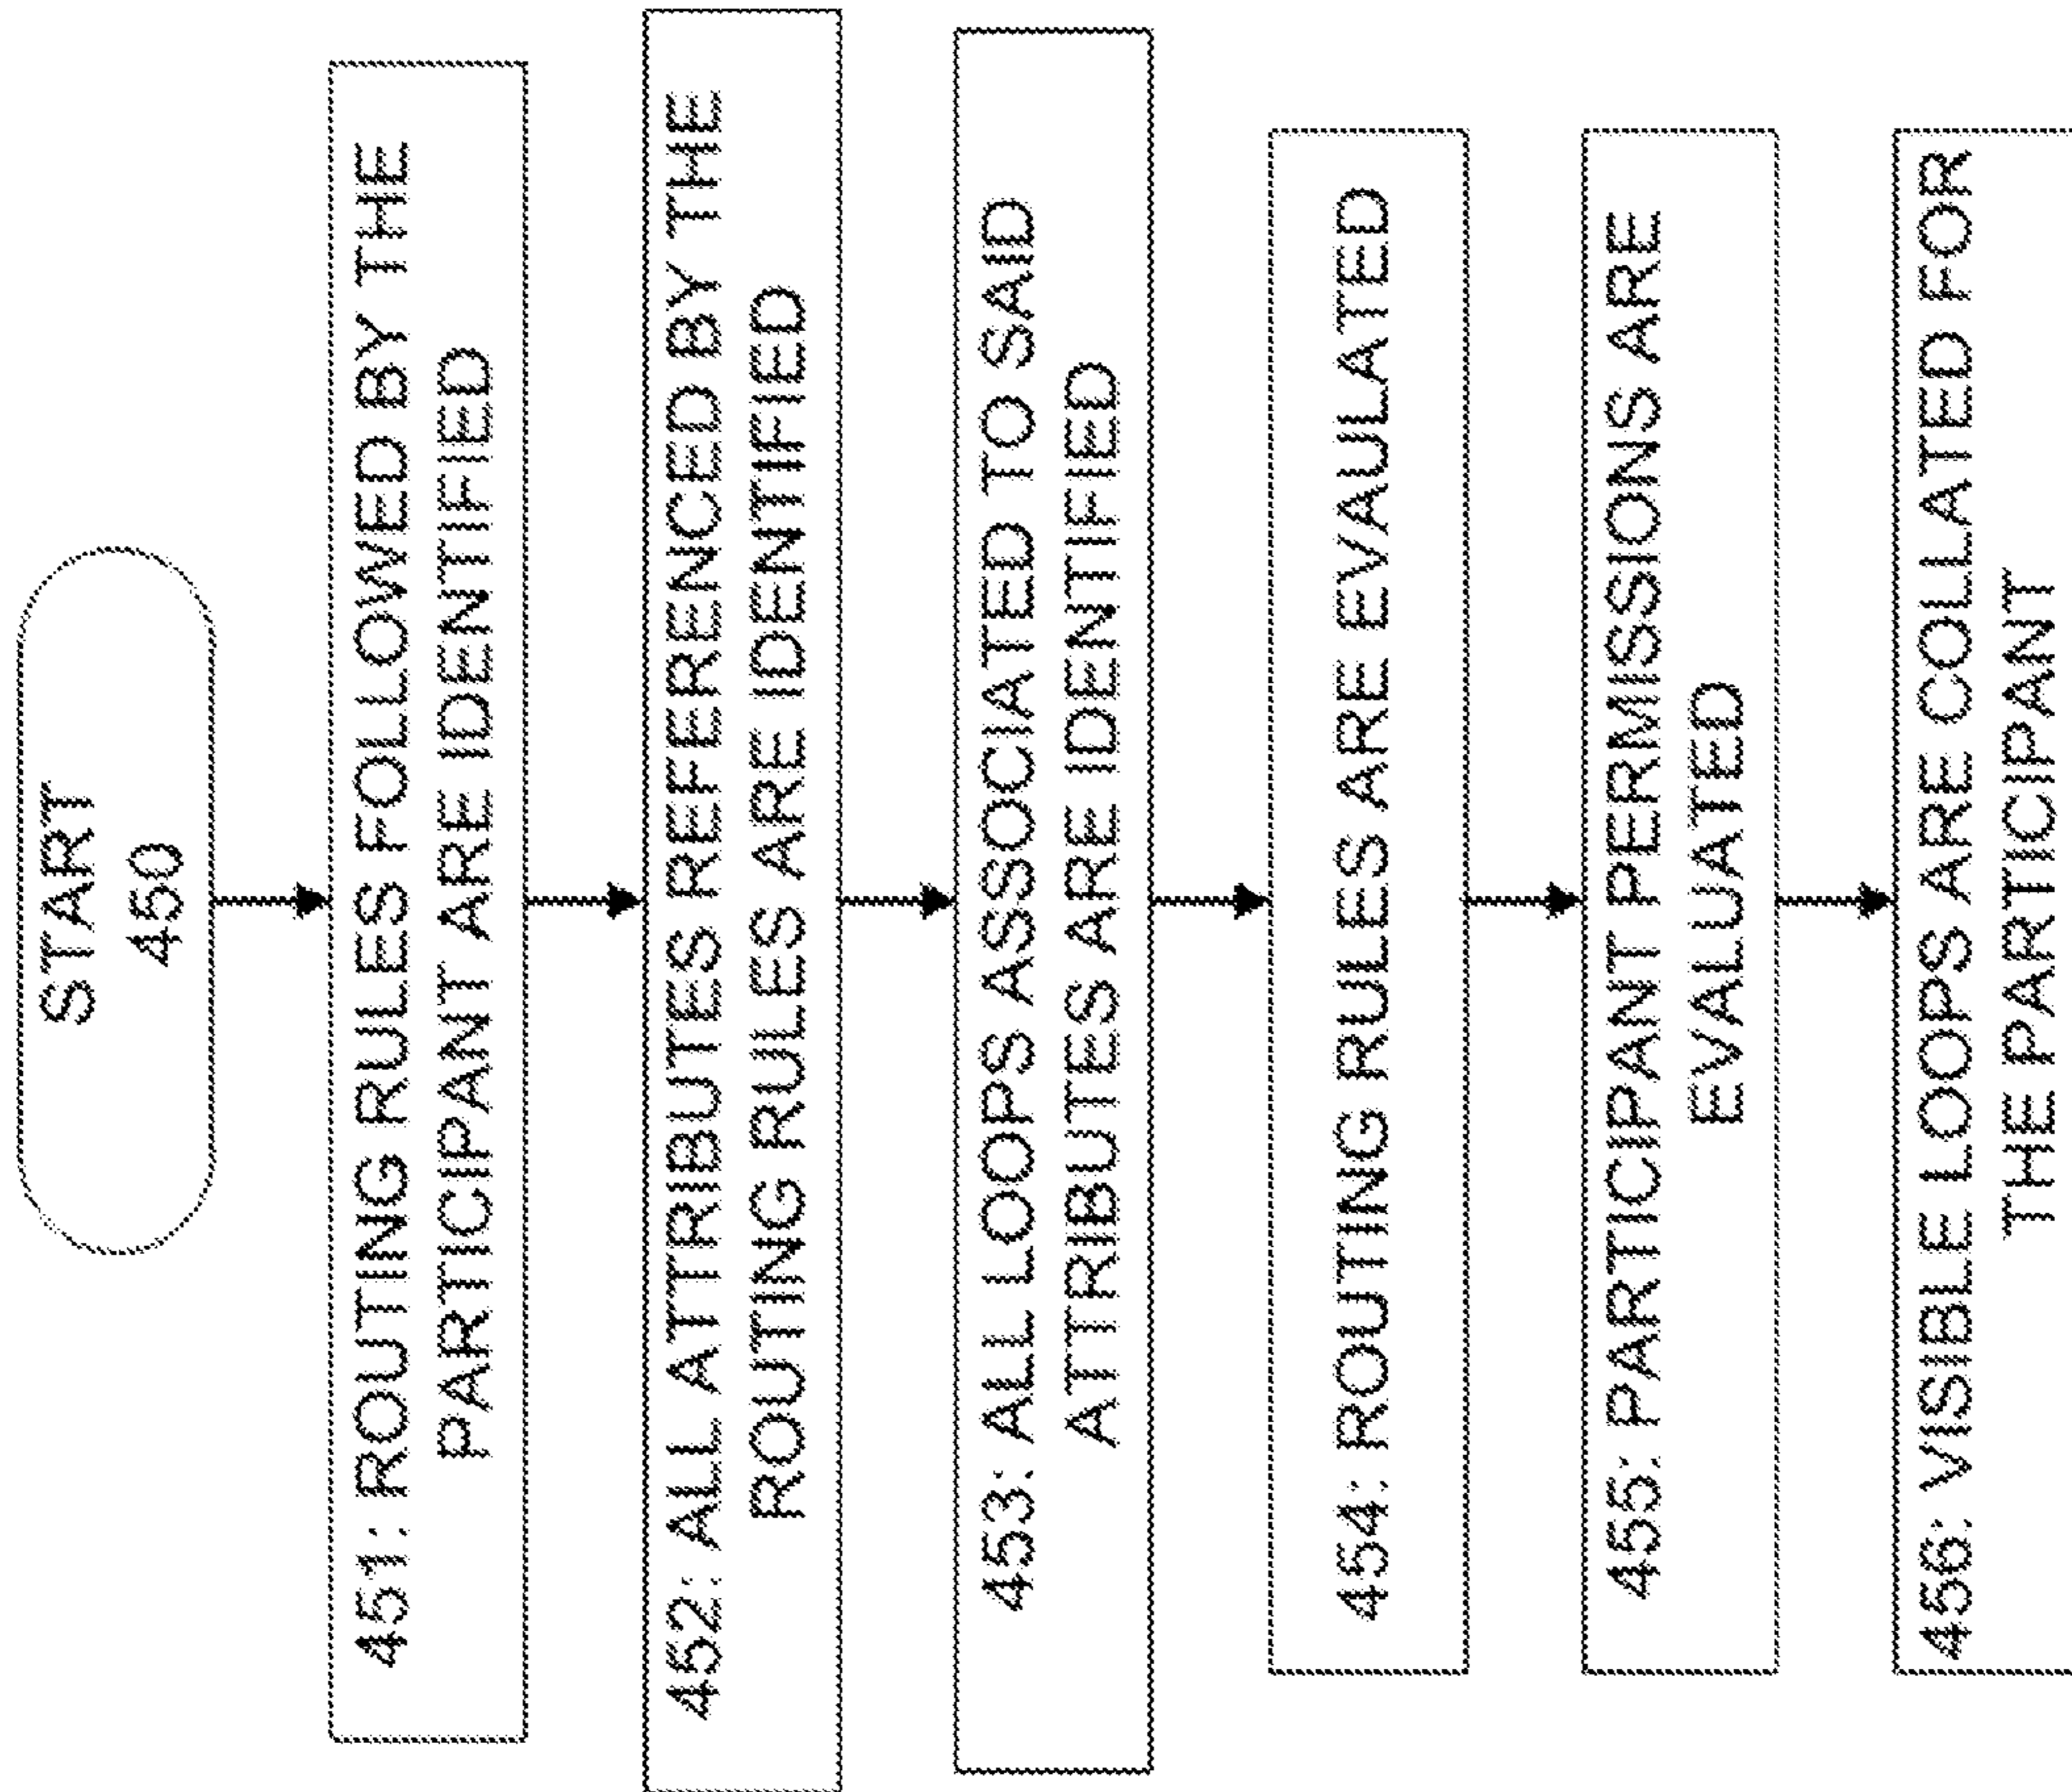 START
450
451: ROUTING RULES FOLLOWED BY THE
PARTICIPANT ARE IDENTIFIED
452: ALL ATTRIBUTES REFERENCED BY THE
ROUTING RULES ARE IDENTIFIED
453: ALL LOOPS ASSOCIATED TO SAID
ATTRIBUTES ARE IDENTIFIED
454: ROUTING RULES ARE EVAULATED
455: PARTICIPANT PERMISSIONS ARE
EVALUATED
456: VISIBLE LOOPS ARE COLLATED FOR
THE PARTICIPANT